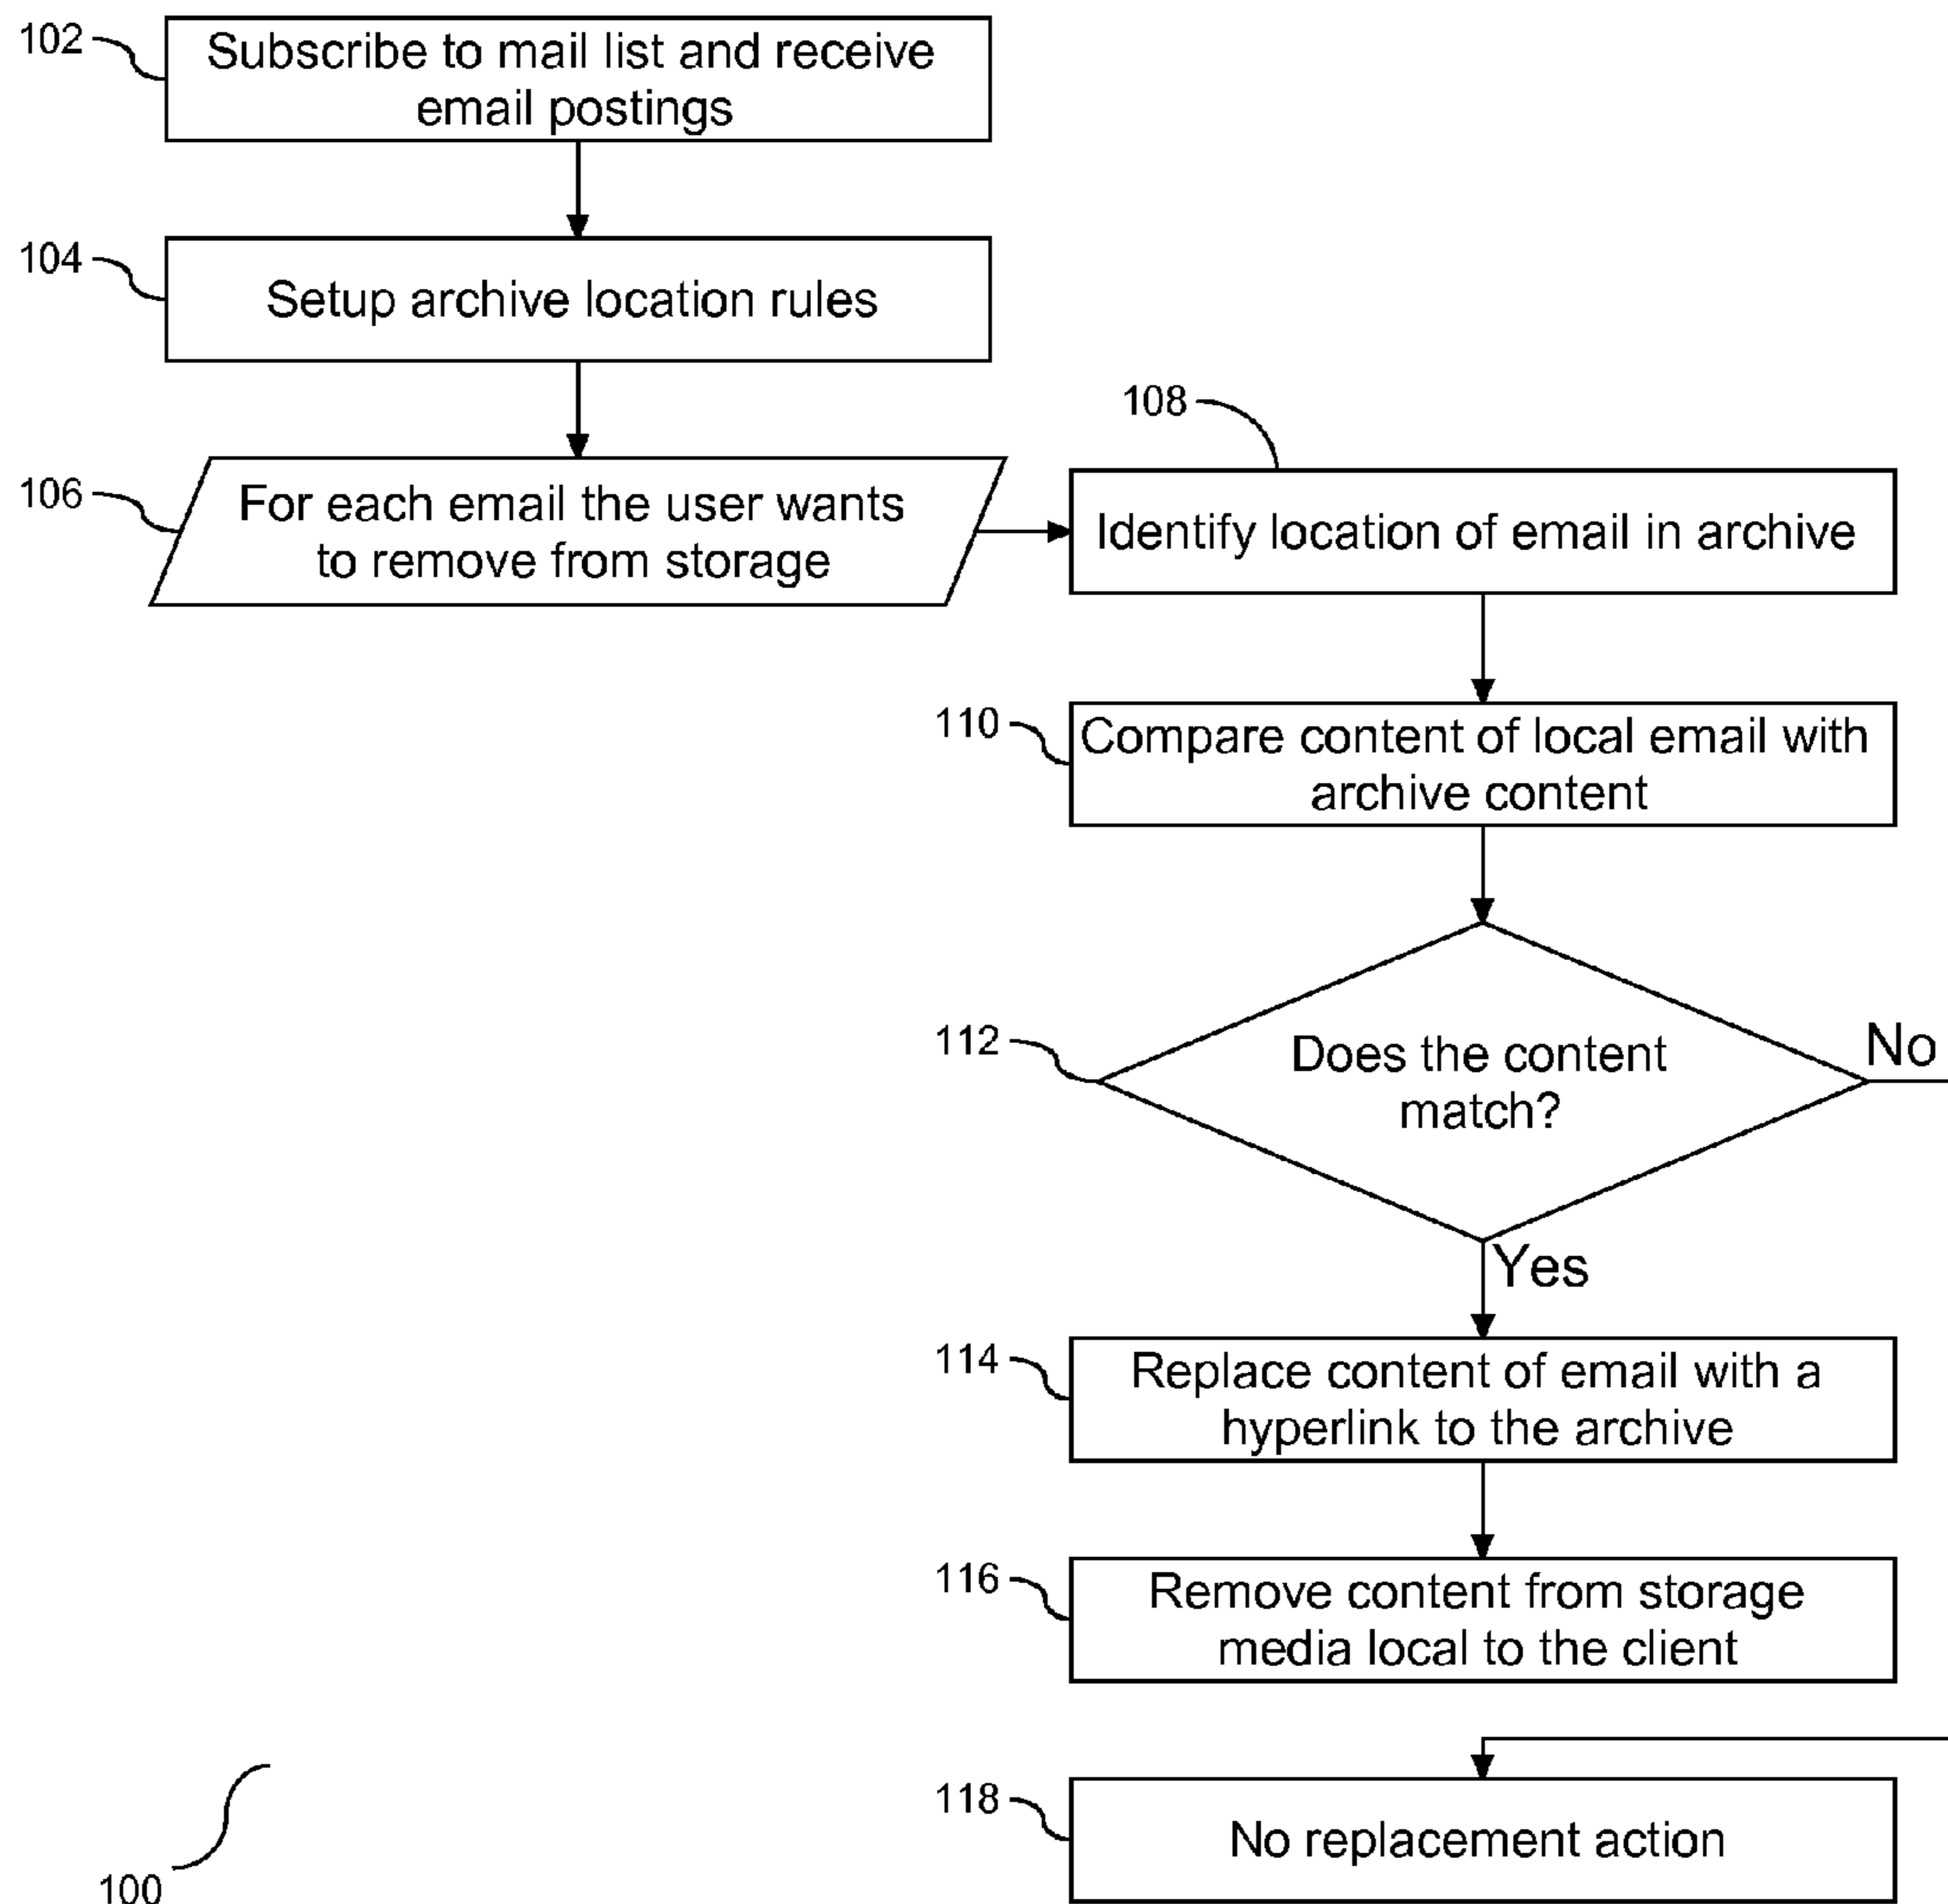 102
Subscribe to mail list and receive
email postings
104
Setup archive location rules
106
For each email the user wants
to remove from storage
108
Identify location of email in archive
110
Compare content of local email with
archive content
112
Does the content
match?
No
Yes
114
Replace content of email with a
hyperlink to the archive
116
Remove content from storage
media local to the client
118
No replacement action
100